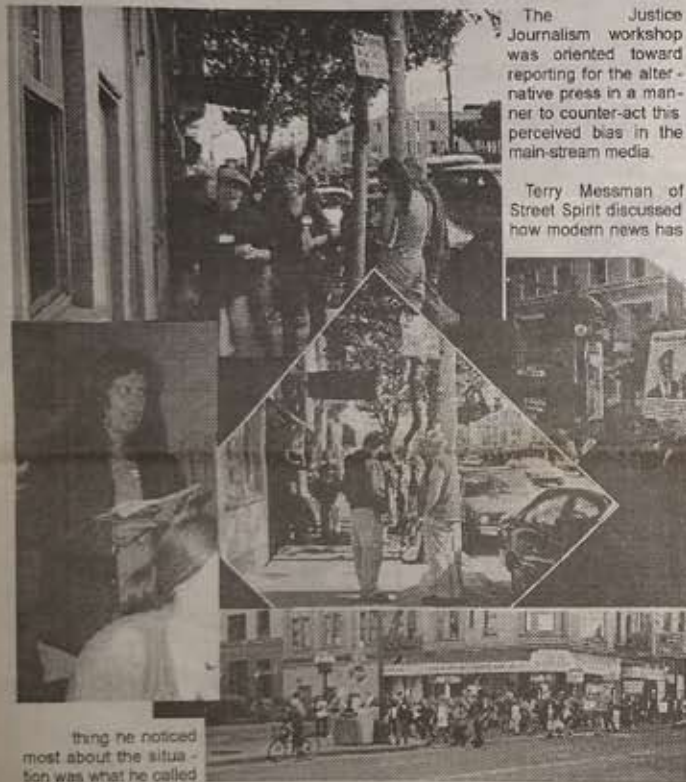 The Justice
Journalism workshop
was oriented toward
reporting for the alter -
native press in a man-
ner to counter-act this
perceived bias in the
main-stream media.
Terry Messman of
Street Spirit discussed
how modern news has
thing he noticed
most about the situa -
tion was what he called